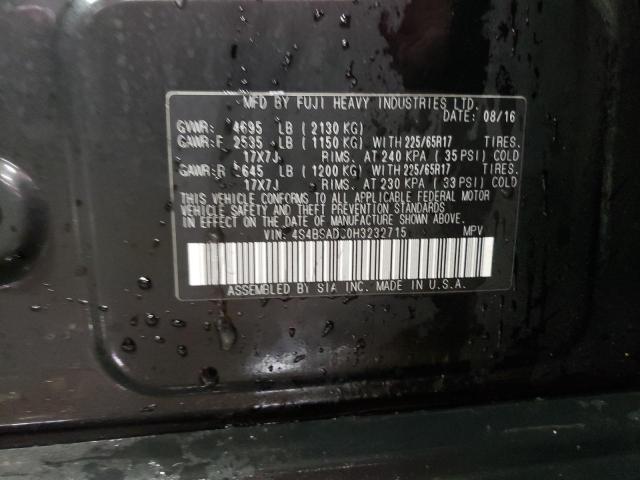 MFD BY FUJI HEAVY INDUSTRIES LTD.
DATE: 08/16
GVWR: 4695 LB ( 2130 KG)
GAWR:F 2535 LB ( 1150 KG) WITH 225/65R17 TIRES.
17X7J RIMS. AT 240 KPA ( 35 PSI) COLD
GAWR:R 2645 LB ( 1200 KG) WITH 225/65R17 TIRES.
17X7J RIMS. AT 230 KPA ( 33 PSI) COLD
THIS VEHICLE CONFORMS TO ALL APPLICABLE FEDERAL MOTOR
VEHICLE SAFETY AND THEFT PREVENTION STANDARDS
IN EFFECT ON THE DATE OF MANUFACTURE SHOWN ABOVE.
VIN: MPV
ASSEMBLED BY SIA INC. MADE IN U.S.A.